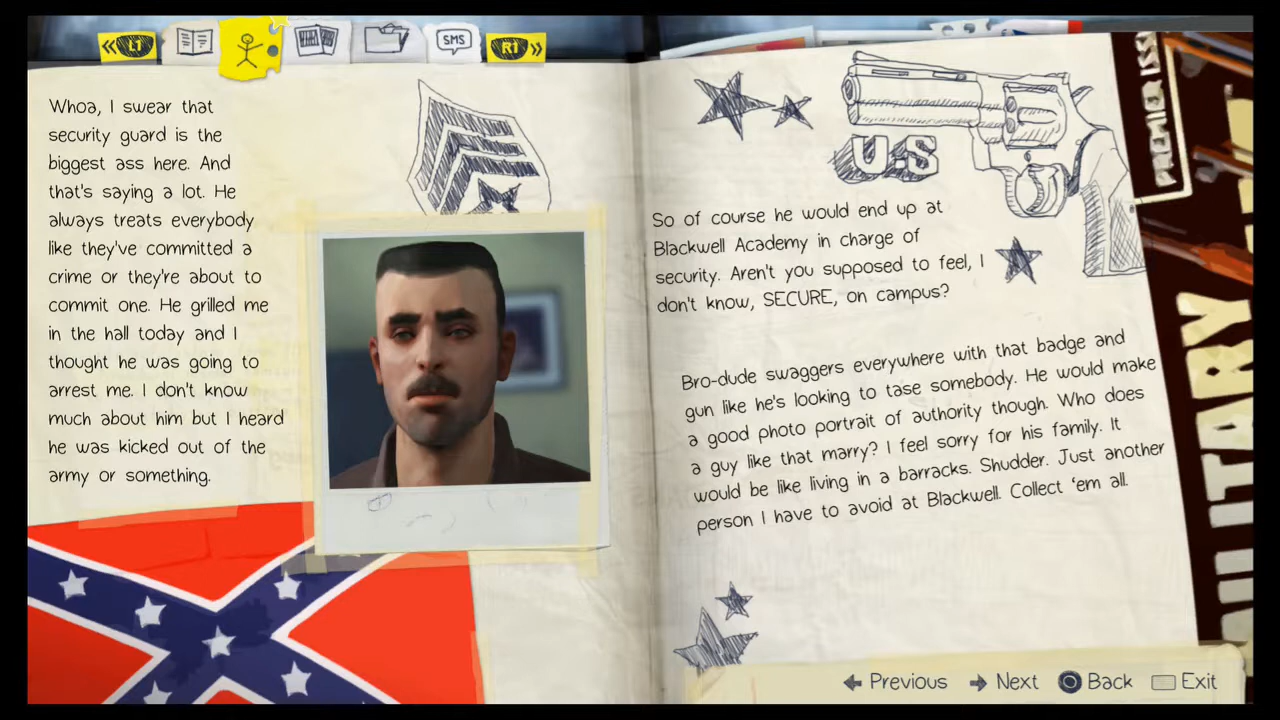 L1
SMS
R1
Whoa, I swear that
security guard is the
biggest ass here. And
that's saying a lot. He
always treats everybody
like they've committed a
crime or they're about to
commit one. He grilled me
in the hall today and I
thought he was going to
arrest me. I don't know
much about him but I heard
he was kicked out of the
army or something.
U.S
So of course he would end up at
Blackwell Academy in charge of
security. Aren't you supposed to feel, I
don't know, SECURE, on campus?
Bro-dude swaggers everywhere with that badge and
gun like he's looking to tase somebody. He would make
a good photo portrait of authority though. Who does
a guy like that marry? I feel sorry for his family. It
would be like living in a barracks. Shudder. Just another
person I have to avoid at Blackwell. Collect 'em all.
Previous
Next
Back
Exit